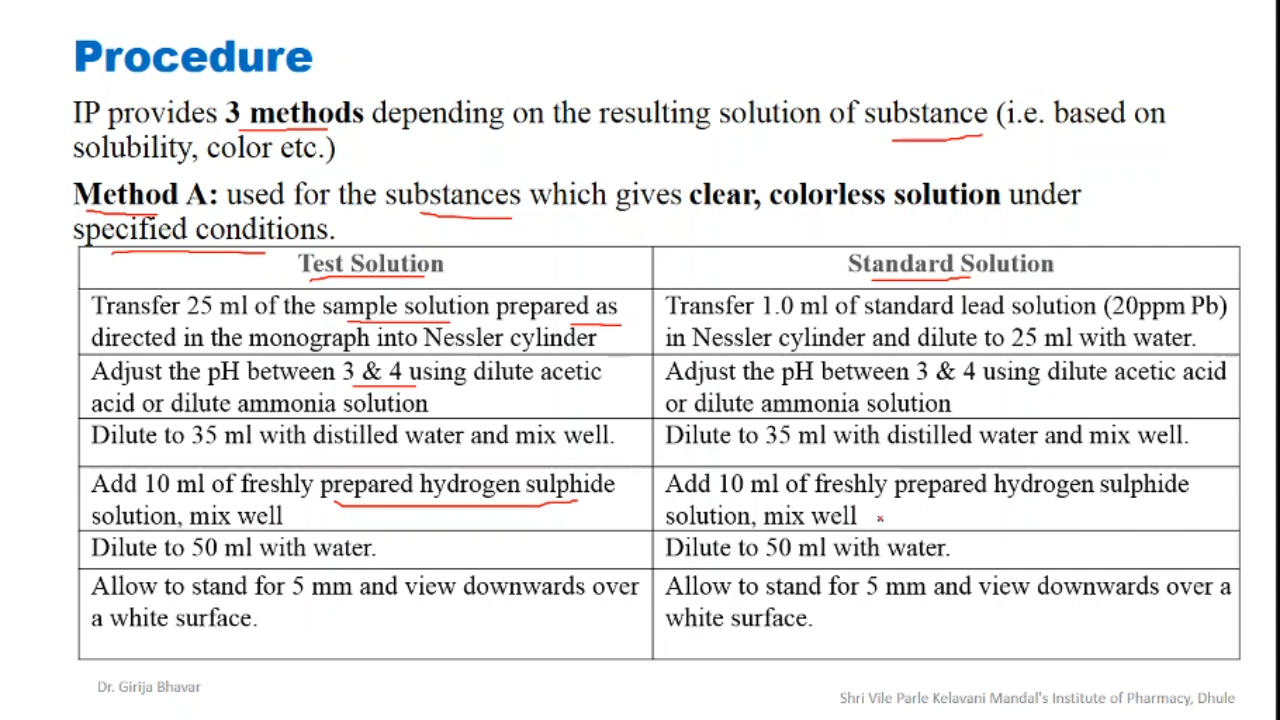 Procedure
IP provides 3 methods depending on the resulting solution of substance (i.e. based on
solubility, color etc.)
Method A: used for the substances which gives clear, colorless solution under
specified conditions.
Test Solution
Standard Solution
Transfer 25 ml of the sample solution prepared as
directed in the monograph into Nessler cylinder
Transfer 1.0 ml of standard lead solution (20ppm Pb)
in Nessler cylinder and dilute to 25 ml with water.
Adjust the pH between 3 & 4 using dilute acetic
acid or dilute ammonia solution
Adjust the pH between 3 & 4 using dilute acetic acid
or dilute ammonia solution
Dilute to 35 ml with distilled water and mix well.
Dilute to 35 ml with distilled water and mix well.
Add 10 ml of freshly prepared hydrogen sulphide
solution, mix well
Add 10 ml of freshly prepared hydrogen sulphide
solution, mix well
Dilute to 50 ml with water.
Dilute to 50 ml with water.
Allow to stand for 5 mm and view downwards over
a white surface.
Allow to stand for 5 mm and view downwards over a
white surface.
Dr. Girija Bhavar
Shri Vile Parle Kelavani Mandal's Institute of Pharmacy, Dhule